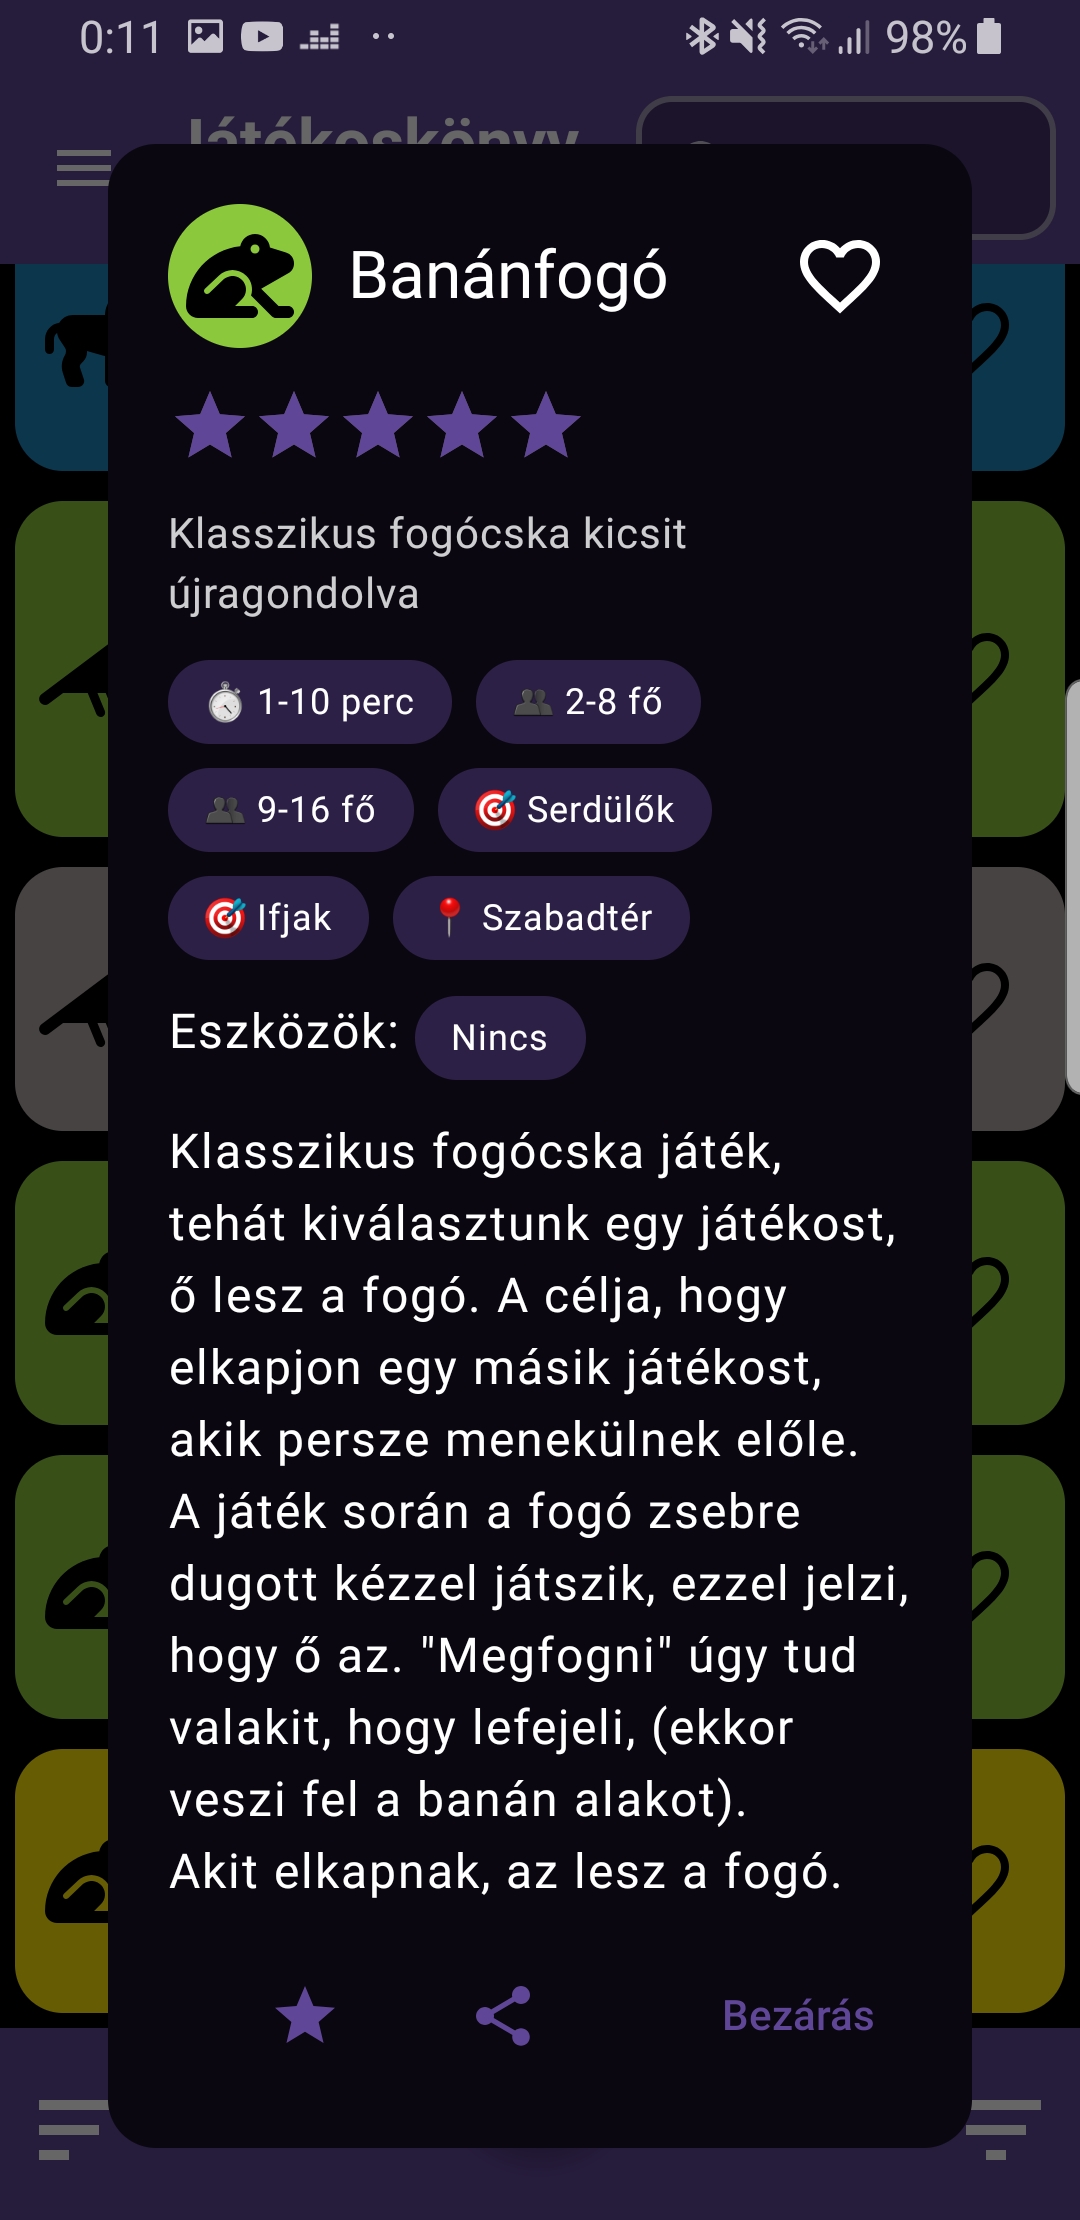 0:11
98%
Játékoskönyv
Banánfogó
Klasszikus fogócska kicsit
újragondolva
1-10 perc
2-8 fő
9-16 fő
Serdülők
Ifjak
Szabadtér
Eszközök: Nincs
Klasszikus fogócska játék,
tehát kiválasztunk egy játékost,
ő lesz a fogó. A célja, hogy
elkapjon egy másik játékost,
akik persze menekülnek előle.
A játék során a fogó zsebre
dugott kézzel játszik, ezzel jelzi,
hogy ő az. "Megfogni" úgy tud
valakit, hogy lefejeli, (ekkor
veszi fel a banán alakot).
Akit elkapnak, az lesz a fogó.
Bezárás